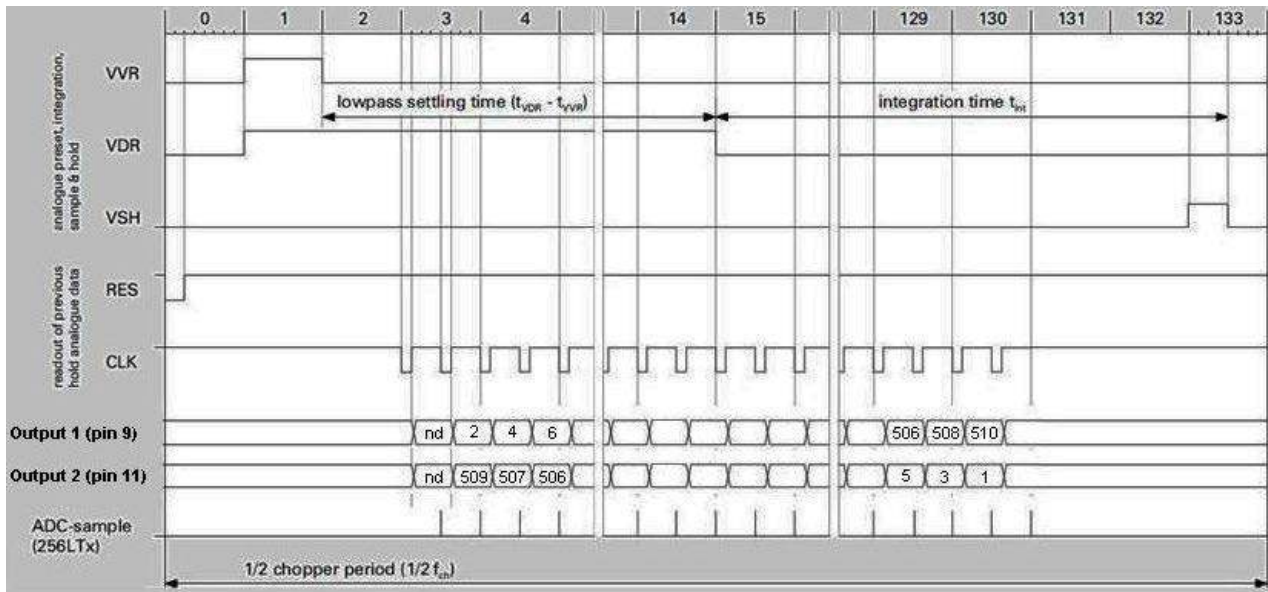 0 1 2 3 4 14 15 129 130 131 132 133
analogue preset, integration,
sample & hold
VVR
lowpass settling time (tVDR - tVVR)
integration time tint
VDR
VSH
readout of previous
hold analogue data
RES
CLK
Output 1 (pin 9) nd 2 4 6 506 508 510
Output 2 (pin 11) nd 509 507 506 5 3 1
ADC-sample
(256LTx)
1/2 chopper period (1/2 fch)